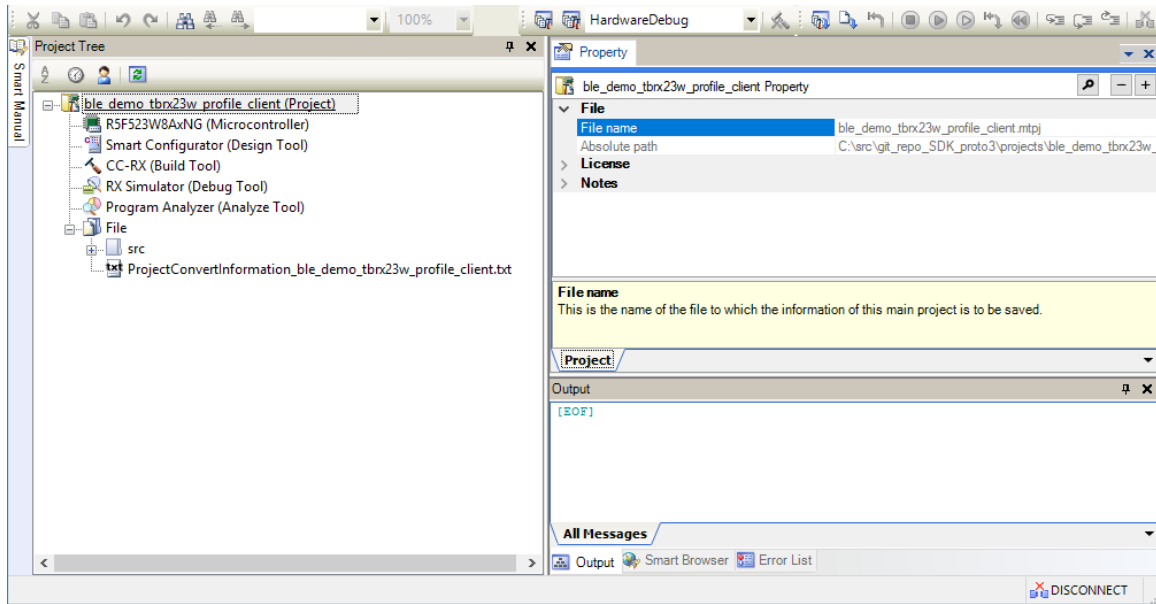 100%
HardwareDebug
Smart Manual
Project Tree
ble_demo_tbrx23w_profile_client (Project)
R5F523W8AxNG (Microcontroller)
Smart Configurator (Design Tool)
CC-RX (Build Tool)
RX Simulator (Debug Tool)
Program Analyzer (Analyze Tool)
File
src
txt ProjectConvertInformation_ble_demo_tbrx23w_profile_client.txt
Property
ble_demo_tbrx23w_profile_client Property
File
File name ble_demo_tbrx23w_profile_client.mtpj
Absolute path C:\src\git_repo_SDK_proto3\projects\ble_demo_tbrx23w_
License
Notes
File name
This is the name of the file to which the information of this main project is to be saved.
Project
Output
[EOF]
All Messages
Output Smart Browser Error List
DISCONNECT